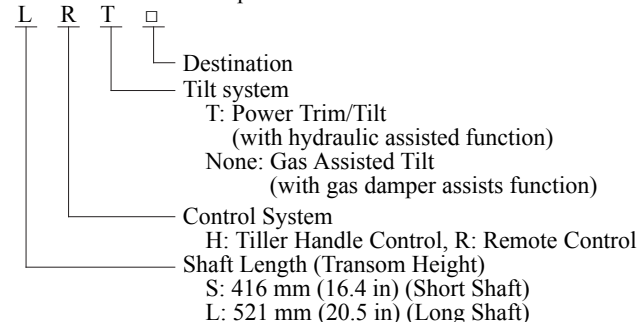 L R T □
Destination
Tilt system
T: Power Trim/Tilt
(with hydraulic assisted function)
None: Gas Assisted Tilt
(with gas damper assists function)
Control System
H: Tiller Handle Control, R: Remote Control
Shaft Length (Transom Height)
S: 416 mm (16.4 in) (Short Shaft)
L: 521 mm (20.5 in) (Long Shaft)